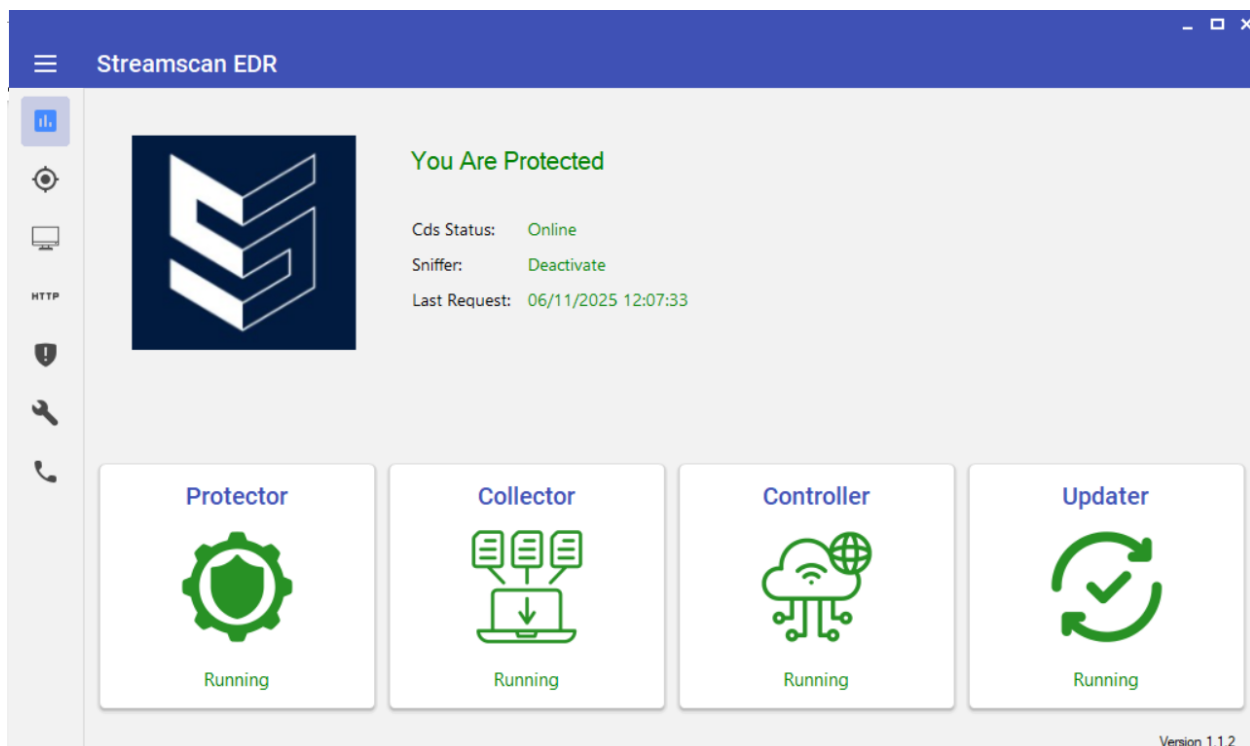 Streamscan EDR
You Are Protected
Cds Status: Online
Sniffer: Deactivate
Last Request: 06/11/2025 12:07:33
HTTP
Protector
Collector
Controller
Updater
Running
Running
Running
Running
Version 1.1.2